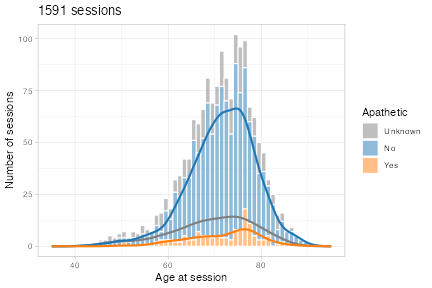 1591 sessions
100
75
50
25
0
Number of sessions
40
60
80
Age at session
Apathetic
Unknown
No
Yes